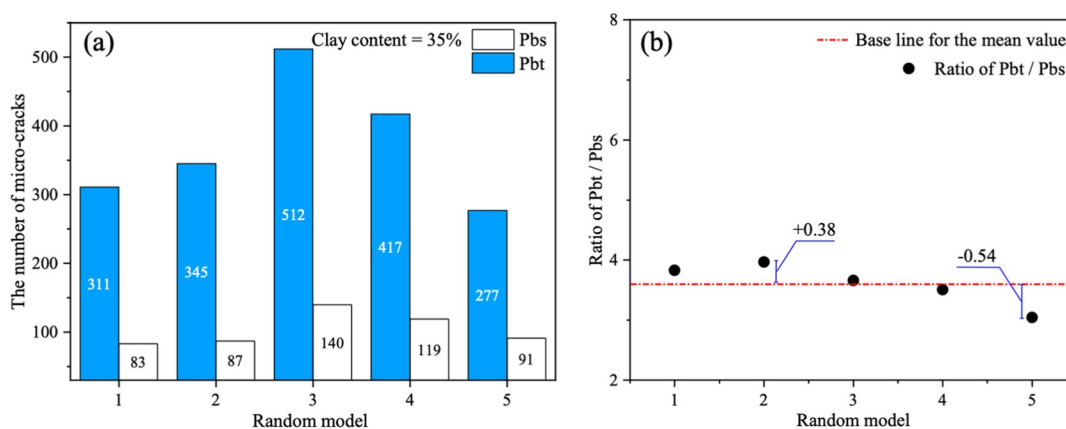 (a)
Clay content = 35%
Pbs
Pbt
The number of micro-cracks
500
400
300
200
100
311
83
345
87
512
140
417
119
277
91
1 2 3 4 5
Random model
(b)
Base line for the mean value
Ratio of Pbt / Pbs
Ratio of Pbt / Pbs
8
6
4
2
+0.38
-0.54
1 2 3 4 5
Random model